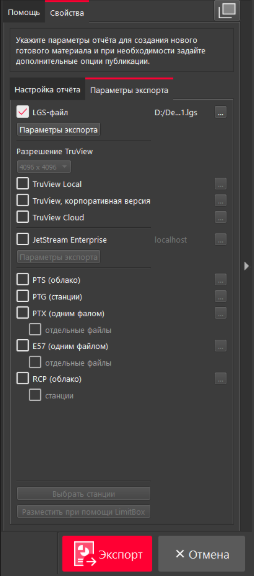 Помощь Свойства
Укажите параметры отчёта для создания нового
готового материала и при необходимости задайте
дополнительные опции публикации.
Настройка отчёта Параметры экспорта
LGS-файл D:/De...1.lgs ...
Параметры экспорта
Разрешение TruView
4096 x 4096
TruView Local ...
TruView, корпоративная версия ...
TruView Cloud ...
JetStream Enterprise localhost ...
Параметры экспорта
PTS (облако) ...
PTG (станции) ...
PTX (одним фалом) ...
отдельные файлы
E57 (одним файлом) ...
отдельные файлы
RCP (облако) ...
станции
Выбрать станции
Разместить при помощи LimitBox
Экспорт × Отмена